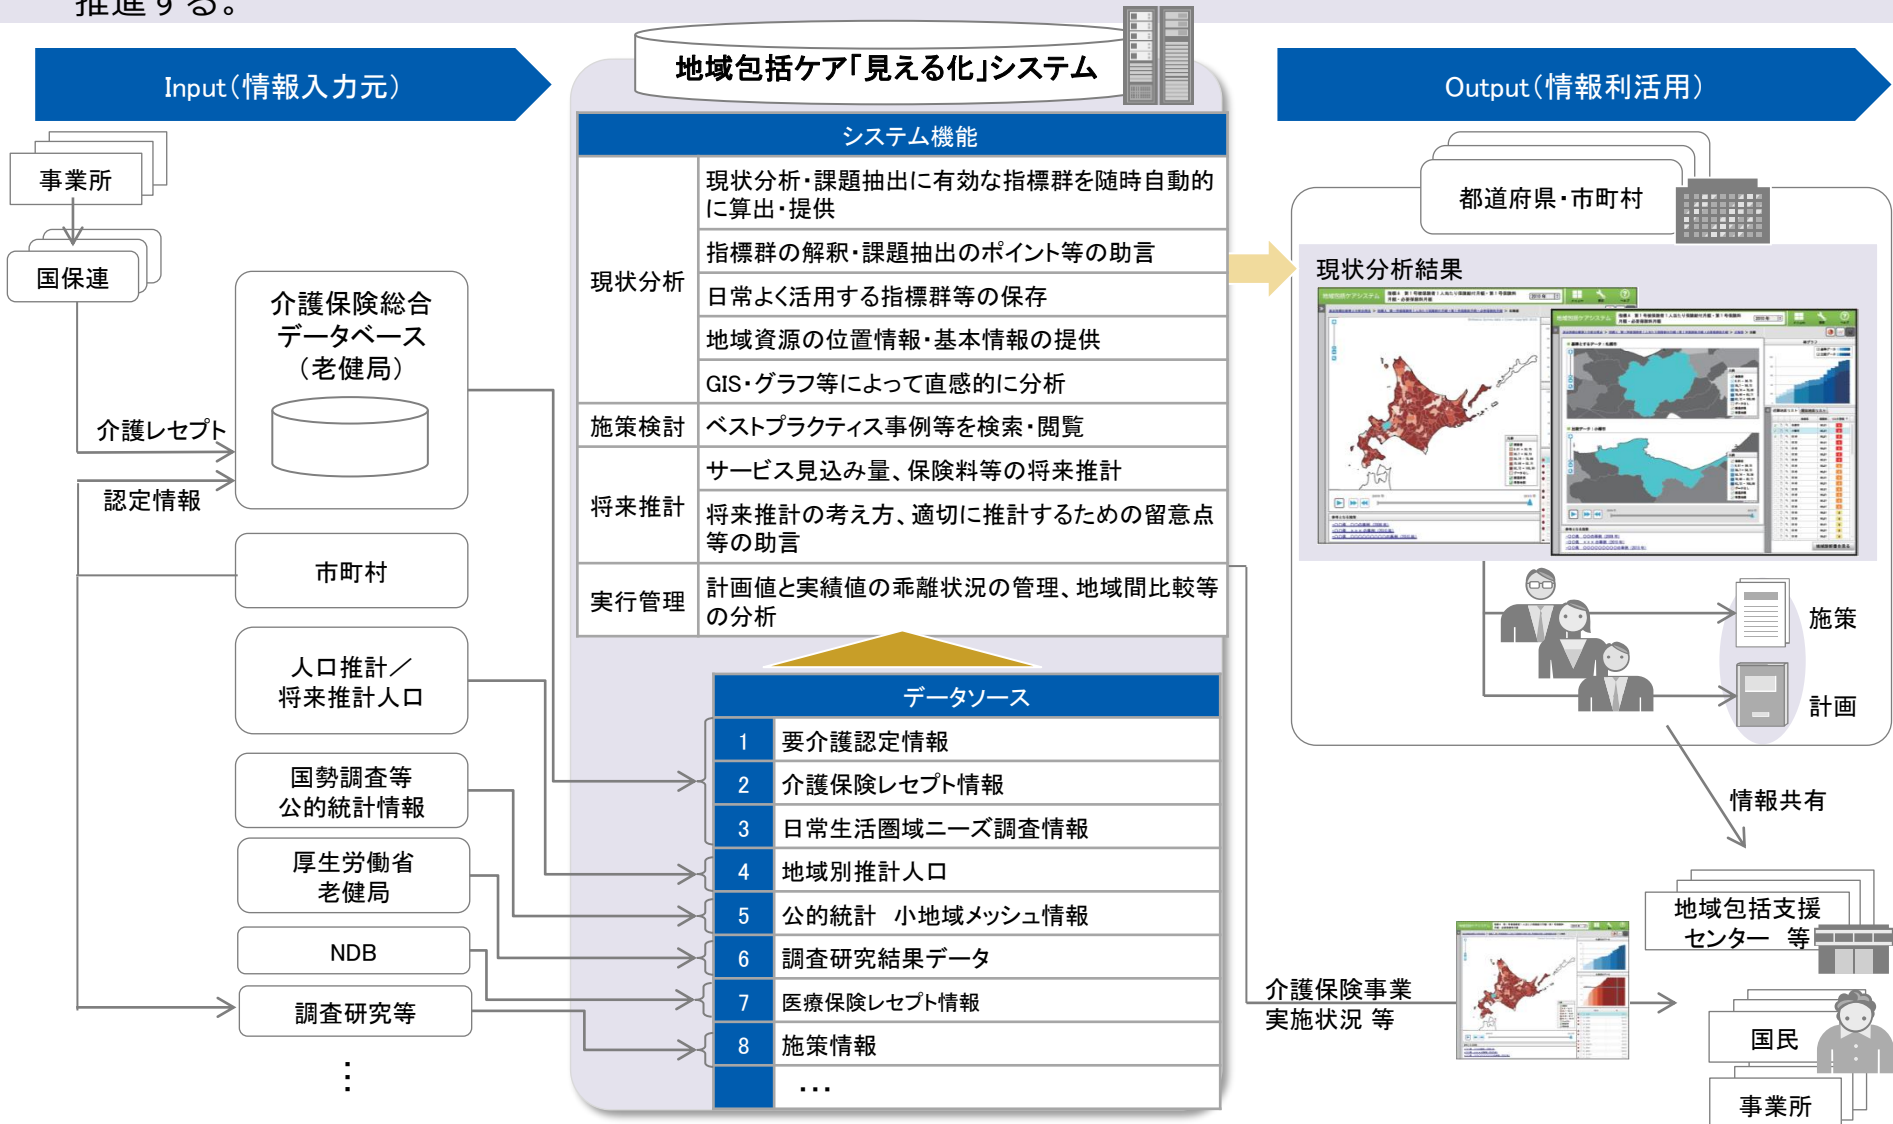 推進する。
Input(情報入力元)
地域包括ケア「見える化」システム
Output(情報利活用)
事業所
国保連
介護保険総合
データベース
(老健局)
介護レセプト
認定情報
市町村
人口推計／
将来推計人口
国勢調査等
公的統計情報
厚生労働省
老健局
NDB
調査研究等
⋮
システム機能
現状分析
現状分析・課題抽出に有効な指標群を随時自動的
に算出・提供
指標群の解釈・課題抽出のポイント等の助言
日常よく活用する指標群等の保存
地域資源の位置情報・基本情報の提供
GIS・グラフ等によって直感的に分析
施策検討
ベストプラクティス事例等を検索・閲覧
将来推計
サービス見込み量、保険料等の将来推計
将来推計の考え方、適切に推計するための留意点
等の助言
実行管理
計画値と実績値の乖離状況の管理、地域間比較等
の分析
データソース
1 要介護認定情報
2 介護保険レセプト情報
3 日常生活圏域ニーズ調査情報
4 地域別推計人口
5 公的統計 小地域メッシュ情報
6 調査研究結果データ
7 医療保険レセプト情報
8 施策情報
…
都道府県・市町村
現状分析結果
施策
計画
情報共有
地域包括支援
センター 等
介護保険事業
実施状況 等
国民
事業所